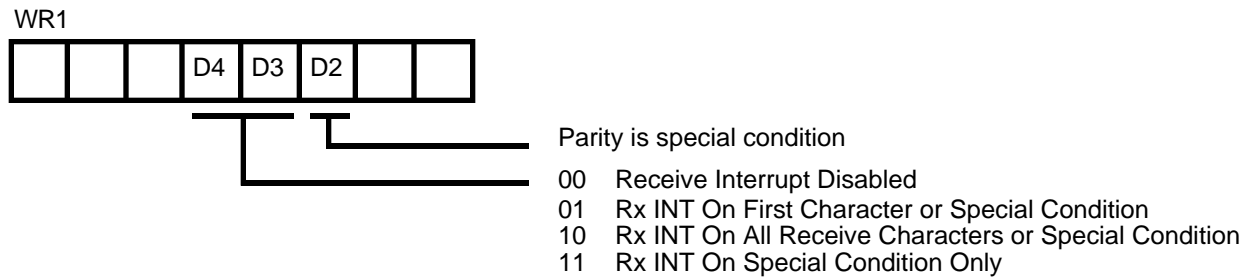 WR1
D4 D3 D2
Parity is special condition
00 Receive Interrupt Disabled
01 Rx INT On First Character or Special Condition
10 Rx INT On All Receive Characters or Special Condition
11 Rx INT On Special Condition Only